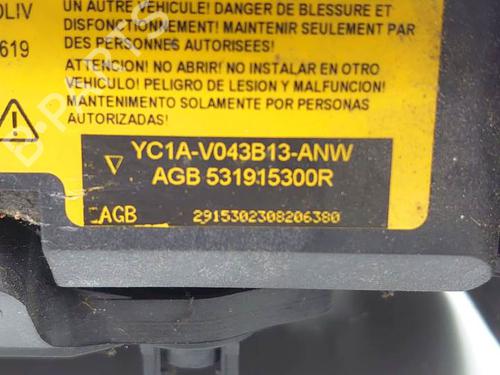 OLIV
619
UN AUTRE VEHICULE! DANGER DE BLESSURE ET
DISFONCTIONEMENT! MAINTENIR SEULEMENT PAR
DES PERSONNES AUTORISEES!
ATTENCION! NO ABRIR! NO INSTALAR EN OTRO
VEHICULO! PELIGRO DE LESION Y MALFUNCION!
MANTENIMENTO SOLAMENTE POR PERSONAS
AUTORIZADAS!
YC1A-V043B13-ANW
AGB 531915300R
AGB 2915302308206380
B-PARTS